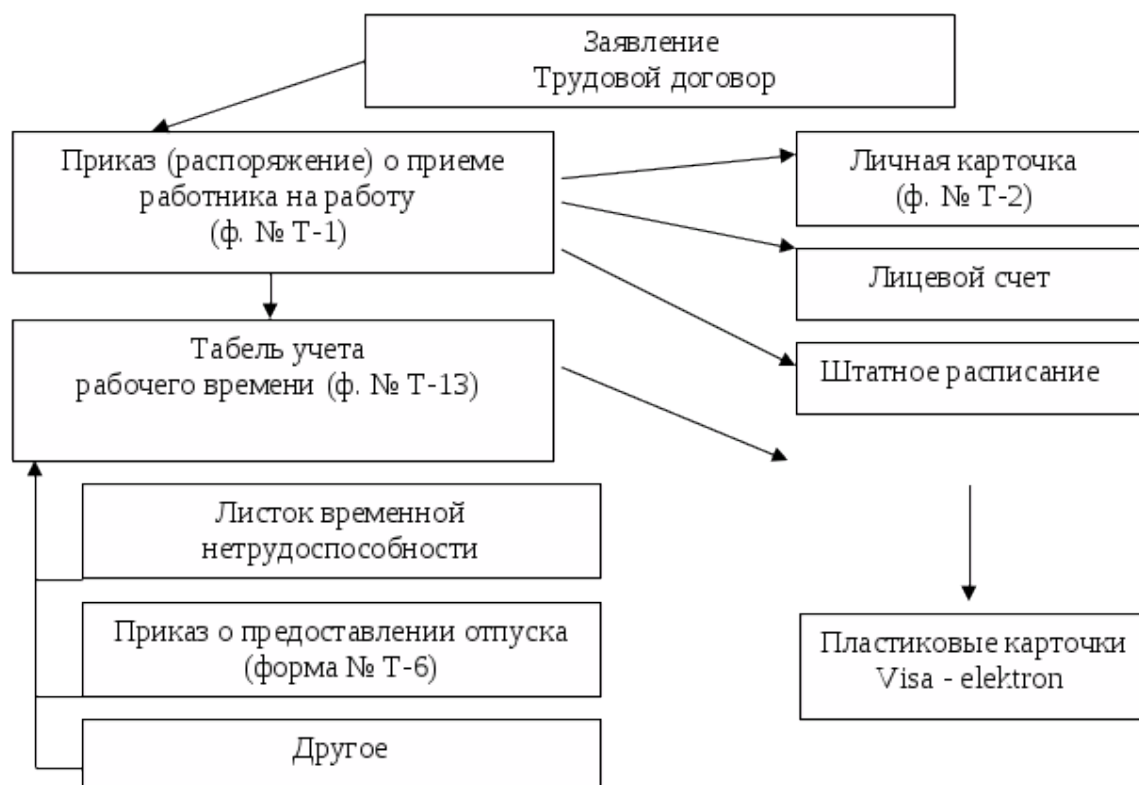 Заявление
Трудовой договор
Приказ (распоряжение) о приеме
работника на работу
(ф. № Т-1)
Личная карточка
(ф. № Т-2)
Лицевой счет
Табель учета
рабочего времени (ф. № Т-13)
Штатное расписание
Листок временной
нетрудоспособности
Приказ о предоставлении отпуска
(форма № Т-6)
Пластиковые карточки
Visa - elektron
Другое